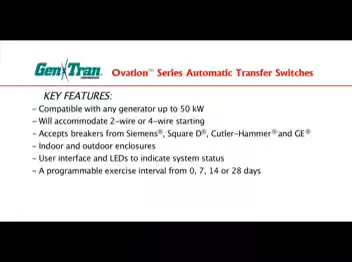 GenTran Ovation™ Series Automatic Transfer Switches
KEY FEATURES:
– Compatible with any generator up to 50 kW
– Will accommodate 2-wire or 4-wire starting
– Accepts breakers from Siemens®, Square D®, Cutler-Hammer® and GE®
– Indoor and outdoor enclosures
– User interface and LEDs to indicate system status
– A programmable exercise interval from 0, 7, 14 or 28 days